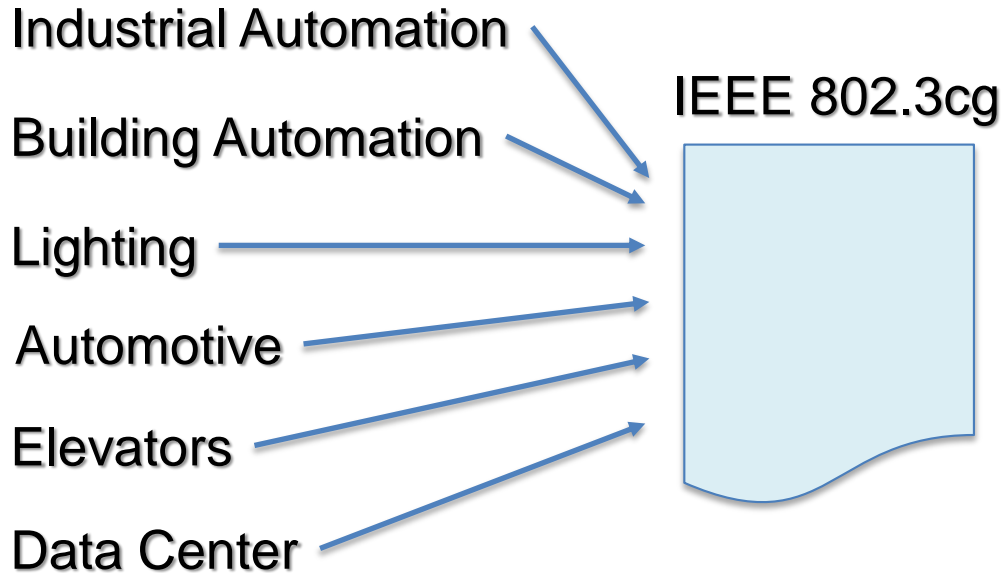 Industrial Automation
IEEE 802.3cg
Building Automation
Lighting
Automotive
Elevators
Data Center